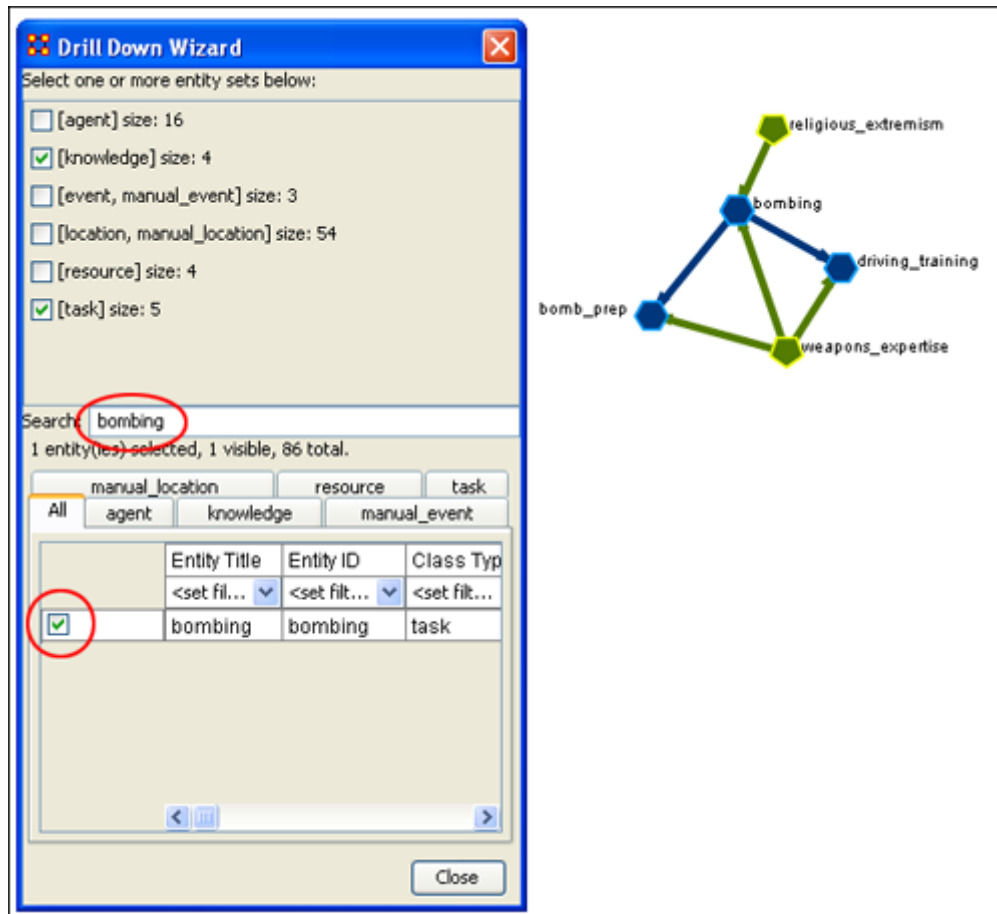 Drill Down Wizard
Select one or more entity sets below:
[agent] size: 16
[knowledge] size: 4
[event, manual_event] size: 3
[location, manual_location] size: 54
[resource] size: 4
[task] size: 5
Search: bombing
1 entity(ies) selected, 1 visible, 86 total.
manual_location resource task
All agent knowledge manual_event
Entity Title Entity ID Class Typ
<set fil... <set filt... <set filt...
bombing bombing task
Close
religious_extremism
bombing
driving_training
bomb_prep
weapons_expertise